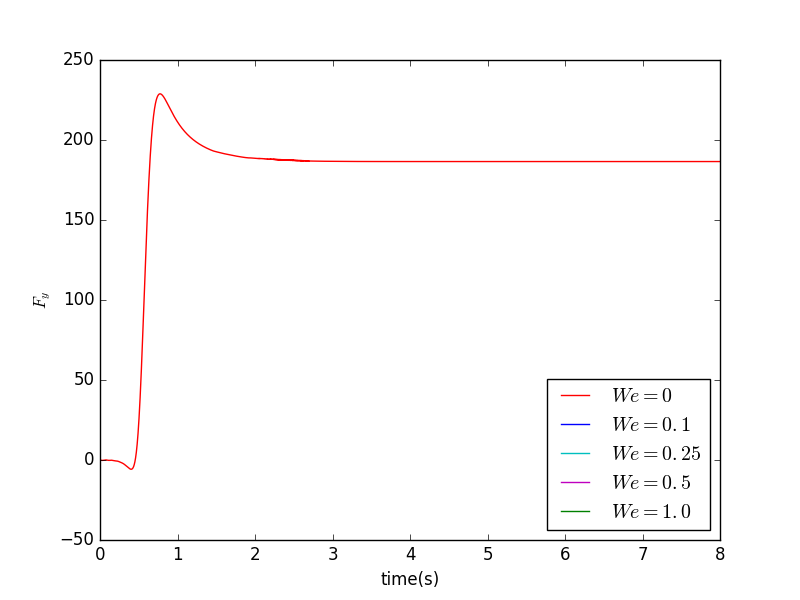 250
200
150
100
50
0
−50
F_y
0 1 2 3 4 5 6 7 8
time(s)
We = 0
We = 0.1
We = 0.25
We = 0.5
We = 1.0